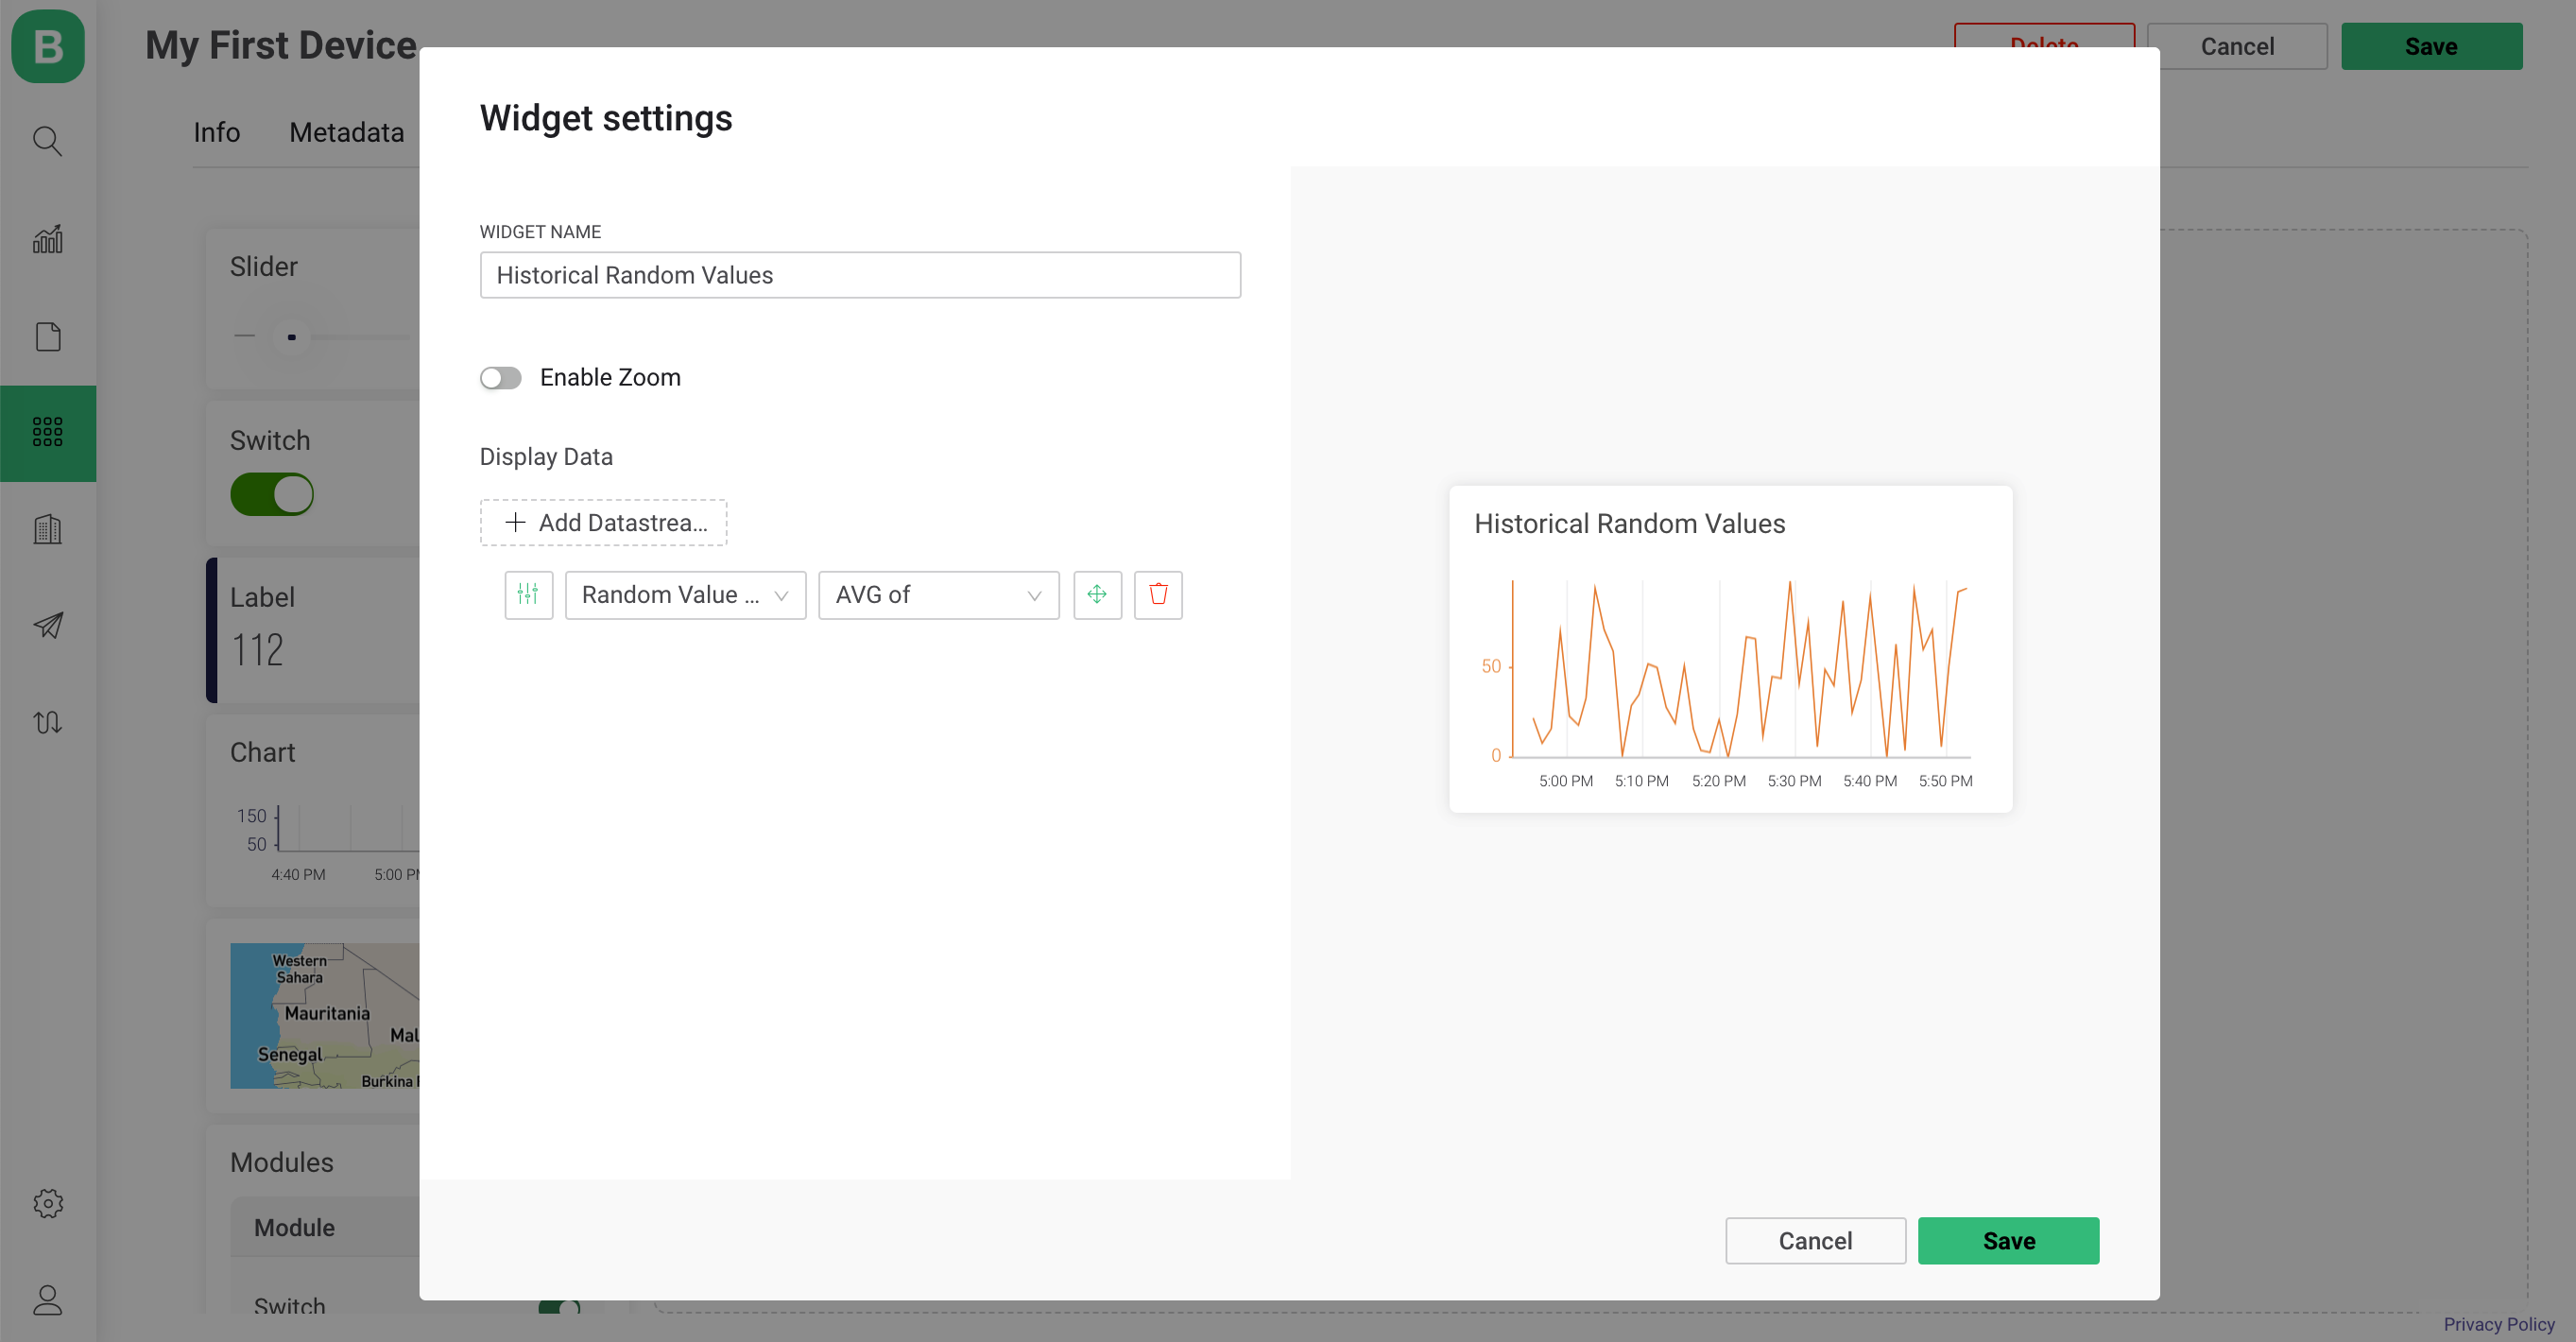 B
My First Device
Delete
Cancel
Save
Info
Metadata
Widget settings
WIDGET NAME
Historical Random Values
Enable Zoom
Display Data
Add Datastrea...
Random Value ...
AVG of
Historical Random Values
50
0
5:00 PM
5:10 PM
5:20 PM
5:30 PM
5:40 PM
5:50 PM
Cancel
Save
Slider
Switch
Label
112
Chart
150
50
4:40 PM
5:00 PM
Western
Sahara
Mauritania
Mal
Senegal
Burkina
Modules
Module
Switch
Privacy Policy